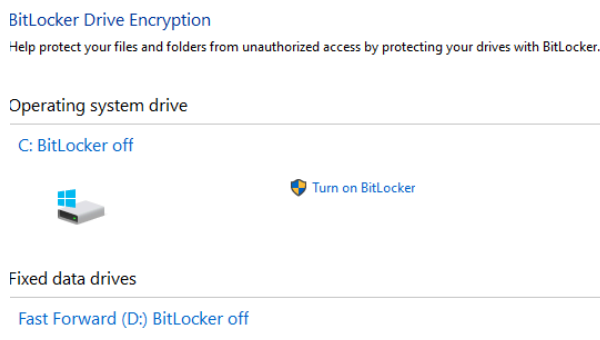 BitLocker Drive Encryption
Help protect your files and folders from unauthorized access by protecting your drives with BitLocker.
Operating system drive
C: BitLocker off
Turn on BitLocker
Fixed data drives
Fast Forward (D:) BitLocker off